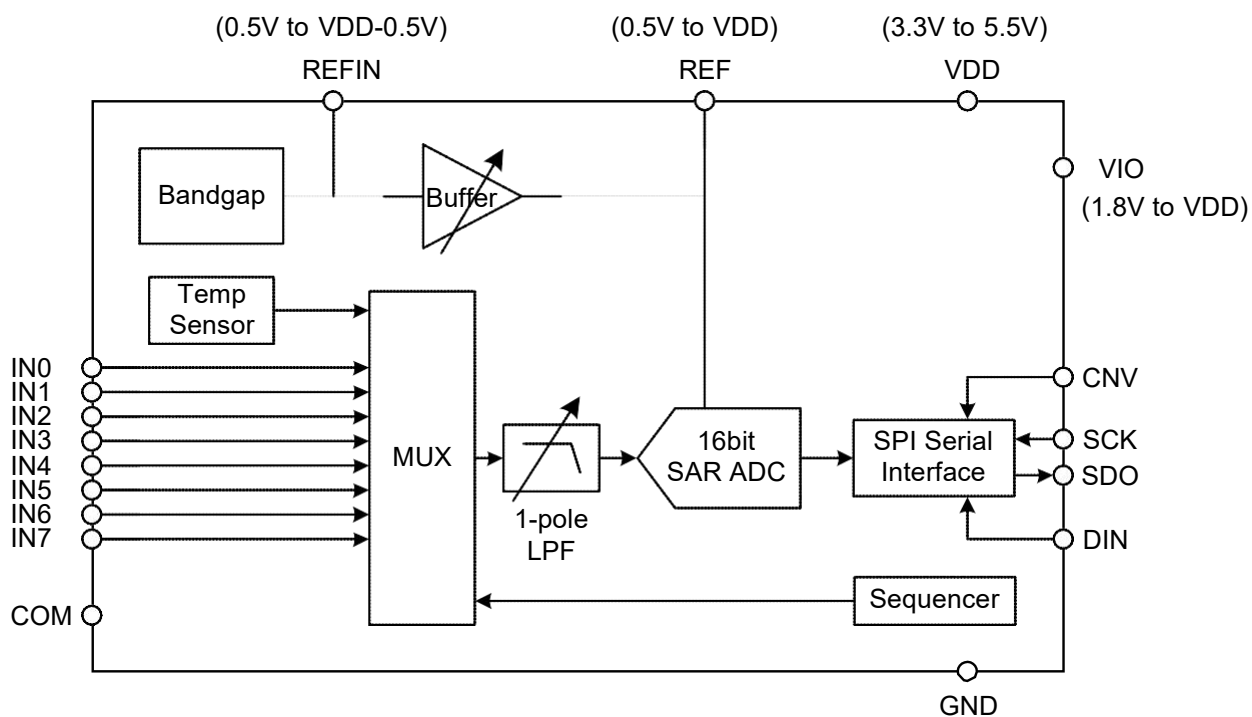 (0.5V to VDD-0.5V)
(0.5V to VDD)
(3.3V to 5.5V)
REFIN
REF
VDD
Bandgap
Buffer
VIO
(1.8V to VDD)
Temp
Sensor
IN0
IN1
IN2
IN3
IN4
IN5
IN6
IN7
COM
MUX
1-pole
LPF
16bit
SAR ADC
SPI Serial
Interface
CNV
SCK
SDO
DIN
Sequencer
GND